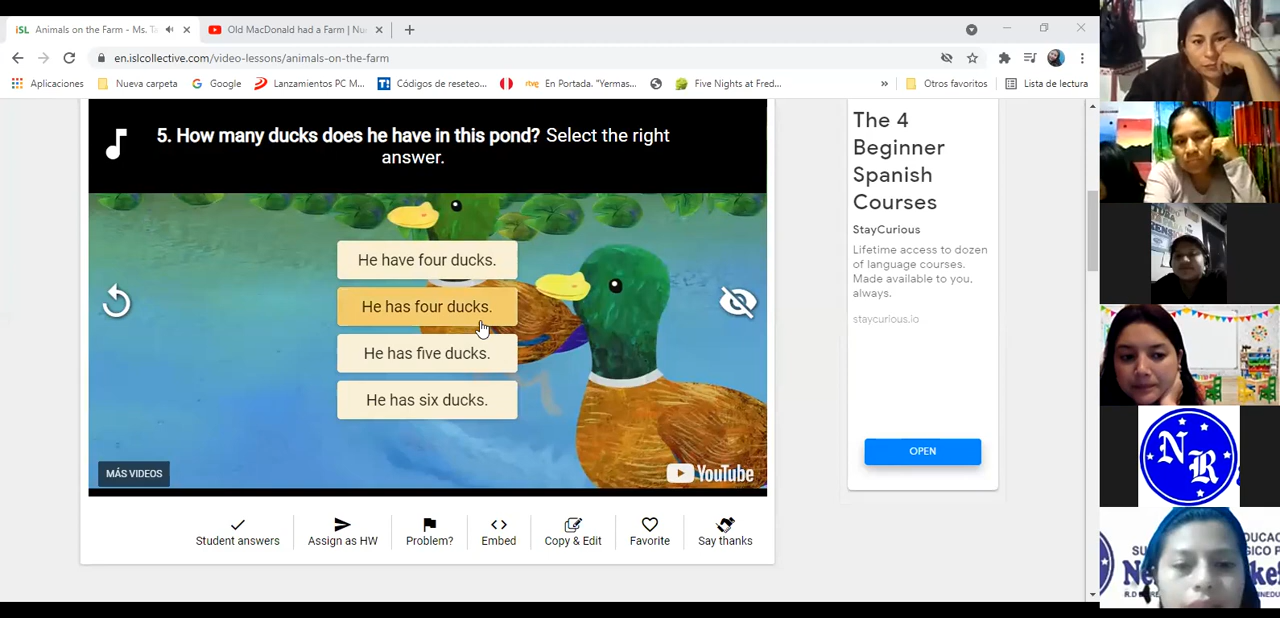 iSL Animals on the Farm - Ms. Ta
Old MacDonald had a Farm | Nu
en.islcollective.com/video-lessons/animals-on-the-farm
Aplicaciones
Nueva carpeta
Google
Lanzamientos PC M...
Códigos de reseteo...
rtve En Portada. "Yermas...
Five Nights at Fred...
»
Otros favoritos
Lista de lectura
5. How many ducks does he have in this pond? Select the right
answer.
He have four ducks.
He has four ducks.
He has five ducks.
He has six ducks.
MÁS VIDEOS
YouTube
Student answers
Assign as HW
Problem?
Embed
Copy & Edit
Favorite
Say thanks
The 4
Beginner
Spanish
Courses
StayCurious
Lifetime access to dozen
of language courses.
Made available to you,
always.
staycurious.io
OPEN
NR